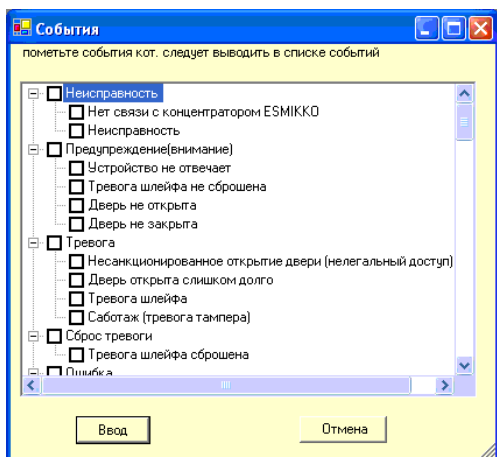 События
пометьте события кот. следует выводить в списке событий
Неисправность
Нет связи с концентратором ESMIKKO
Неисправность
Предупреждение(внимание)
Устройство не отвечает
Тревога шлейфа не сброшена
Дверь не открыта
Дверь не закрыта
Тревога
Несанкционированное открытие двери (нелегальный доступ)
Дверь открыта слишком долго
Тревога шлейфа
Саботаж (тревога тампера)
Сброс тревоги
Тревога шлейфа сброшена
Ошибка
Ввод
Отмена